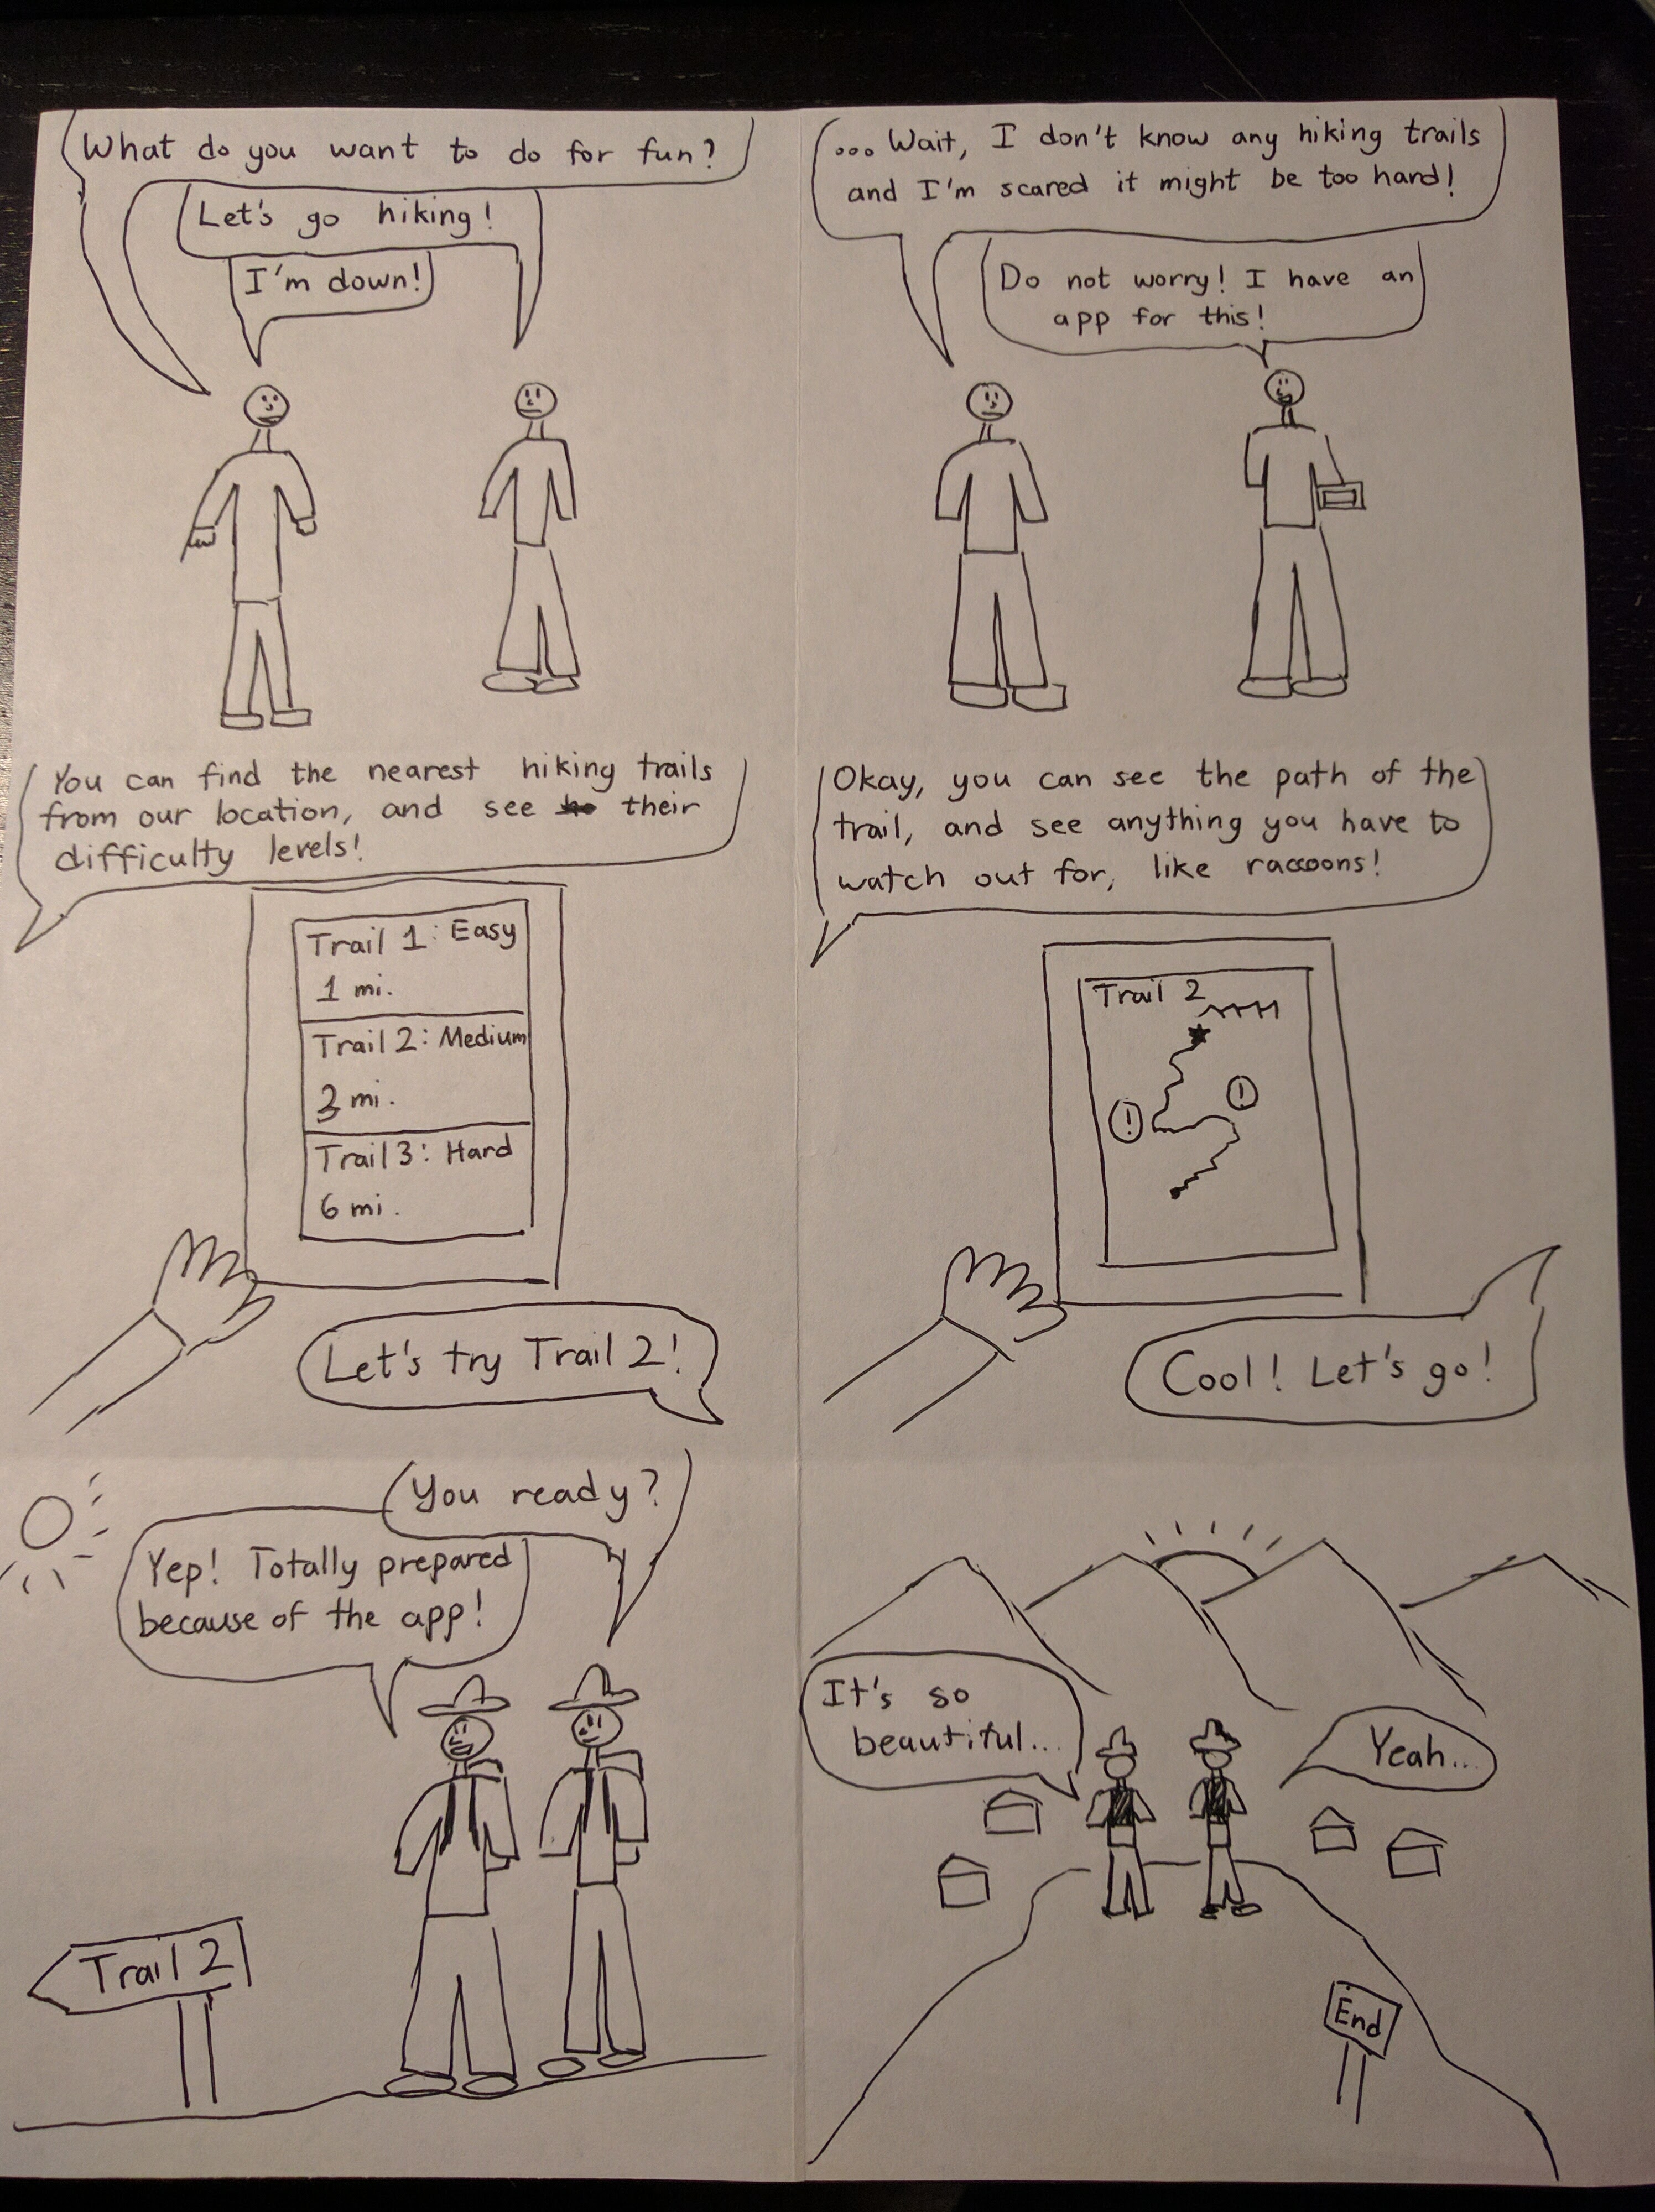 What do you want to do for fun?
Let's go hiking!
I'm down!
... Wait, I don't know any hiking trails
and I'm scared it might be too hard!
Do not worry! I have an
app for this!
You can find the nearest hiking trails
from our location, and see their
difficulty levels!
Trail 1: Easy
1 mi.
Trail 2: Medium
3 mi.
Trail 3: Hard
6 mi.
Let's try Trail 2!
Okay, you can see the path of the
trail, and see anything you have to
watch out for, like raccoons!
Trail 2
!
!
Cool! Let's go!
You ready?
Yep! Totally prepared
because of the app!
Trail 2
It's so
beautiful...
Yeah...
End